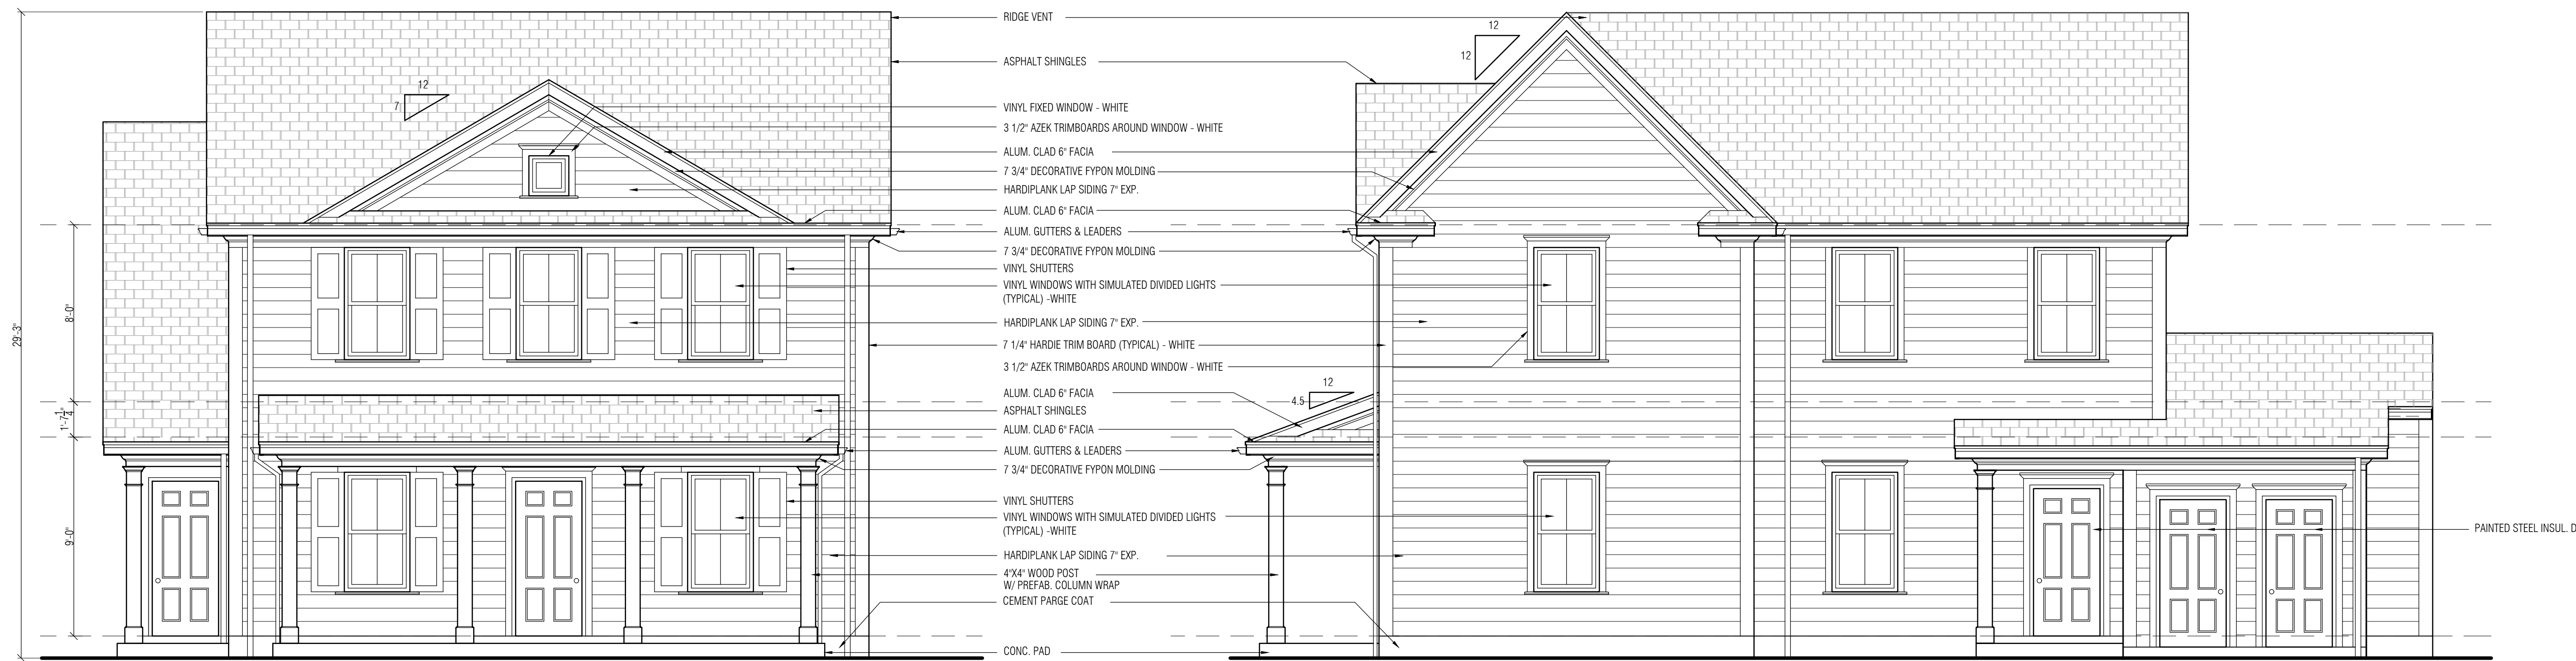 RIDGE VENT
12
12
ASPHALT SHINGLES
12
7
VINYL FIXED WINDOW - WHITE
3 1/2" AZEK TRIMBOARDS AROUND WINDOW - WHITE
ALUM. CLAD 6" FACIA
7 3/4" DECORATIVE FYPON MOLDING
HARDIPLANK LAP SIDING 7" EXP.
ALUM. CLAD 6" FACIA
ALUM. GUTTERS & LEADERS
7 3/4" DECORATIVE FYPON MOLDING
VINYL SHUTTERS
VINYL WINDOWS WITH SIMULATED DIVIDED LIGHTS
(TYPICAL) -WHITE
8'-0"
29'-3"
HARDIPLANK LAP SIDING 7" EXP.
7 1/4" HARDIE TRIM BOARD (TYPICAL) - WHITE
3 1/2" AZEK TRIMBOARDS AROUND WINDOW - WHITE
12
4.5
ALUM. CLAD 6" FACIA
ASPHALT SHINGLES
1'-7 1/4"
ALUM. CLAD 6" FACIA
ALUM. GUTTERS & LEADERS
7 3/4" DECORATIVE FYPON MOLDING
VINYL SHUTTERS
VINYL WINDOWS WITH SIMULATED DIVIDED LIGHTS
(TYPICAL) -WHITE
9'-0"
PAINTED STEEL INSUL. D
HARDIPLANK LAP SIDING 7" EXP.
4"X4" WOOD POST
W/ PREFAB. COLUMN WRAP
CEMENT PARGE COAT
CONC. PAD